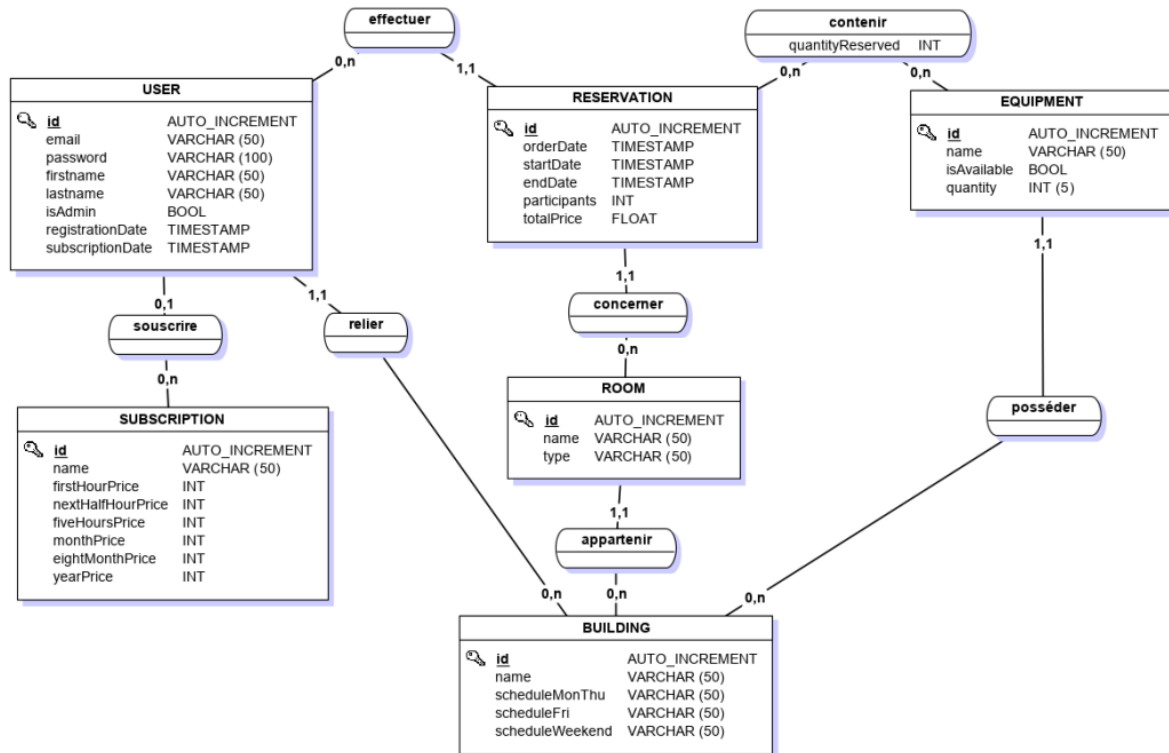 effectuer
contenir
quantityReserved INT
0,n
1,1
0,n
0,n
USER
id AUTO_INCREMENT
email VARCHAR (50)
password VARCHAR (100)
firstname VARCHAR (50)
lastname VARCHAR (50)
isAdmin BOOL
registrationDate TIMESTAMP
subscriptionDate TIMESTAMP
RESERVATION
id AUTO_INCREMENT
orderDate TIMESTAMP
startDate TIMESTAMP
endDate TIMESTAMP
participants INT
totalPrice FLOAT
EQUIPMENT
id AUTO_INCREMENT
name VARCHAR (50)
isAvailable BOOL
quantity INT (5)
0,1
1,1
1,1
1,1
souscrire
relier
concerner
0,n
0,n
SUBSCRIPTION
id AUTO_INCREMENT
name VARCHAR (50)
firstHourPrice INT
nextHalfHourPrice INT
fiveHoursPrice INT
monthPrice INT
eightMonthPrice INT
yearPrice INT
ROOM
id AUTO_INCREMENT
name VARCHAR (50)
type VARCHAR (50)
posséder
1,1
appartenir
0,n
0,n
0,n
BUILDING
id AUTO_INCREMENT
name VARCHAR (50)
scheduleMonThu VARCHAR (50)
scheduleFri VARCHAR (50)
scheduleWeekend VARCHAR (50)